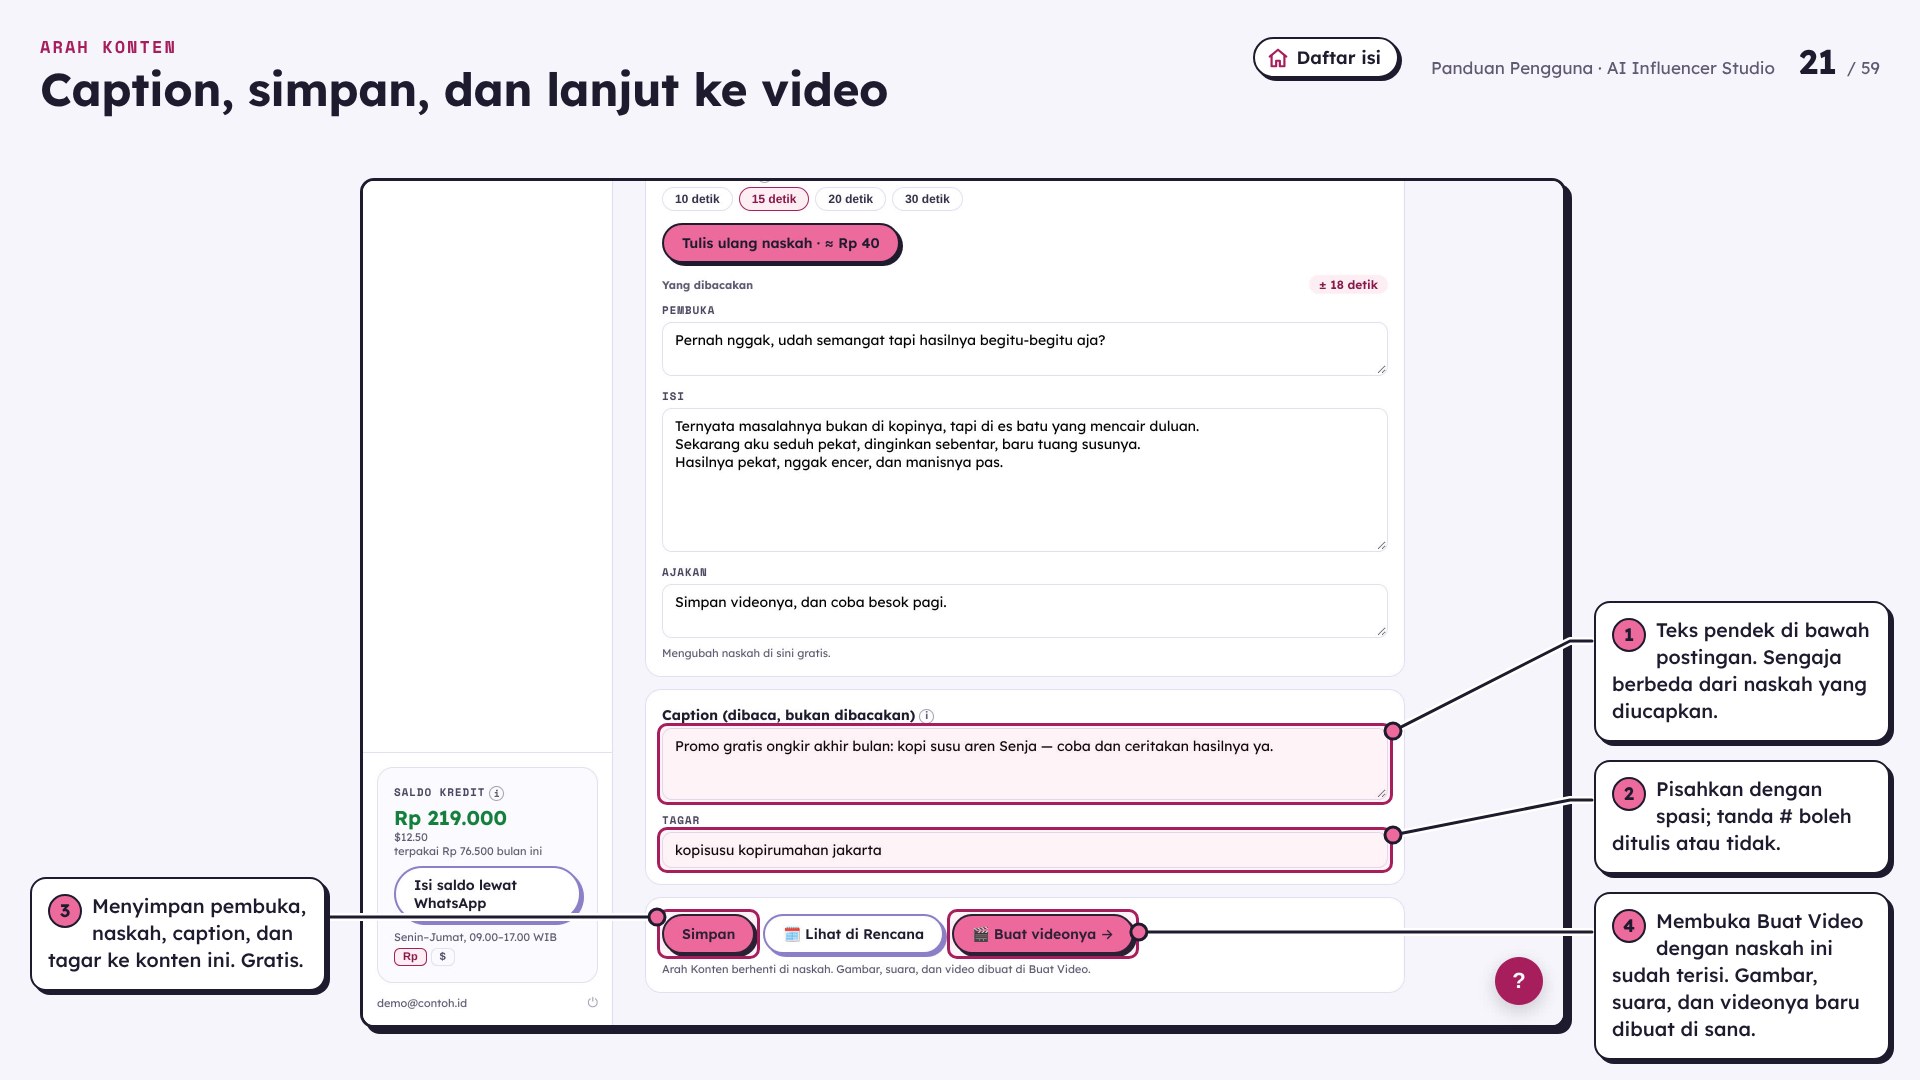 ARAH KONTEN
Caption, simpan, dan lanjut ke video
Daftar isi
Panduan Pengguna · AI Influencer Studio
21 / 59
10 detik
15 detik
20 detik
30 detik
Tulis ulang naskah · ≈ Rp 40
Yang dibacakan
± 18 detik
PEMBUKA
Pernah nggak, udah semangat tapi hasilnya begitu-begitu aja?
ISI
Ternyata masalahnya bukan di kopinya, tapi di es batu yang mencair duluan.
Sekarang aku seduh pekat, dinginkan sebentar, baru tuang susunya.
Hasilnya pekat, nggak encer, dan manisnya pas.
AJAKAN
Simpan videonya, dan coba besok pagi.
Mengubah naskah di sini gratis.
Caption (dibaca, bukan dibacakan)
Promo gratis ongkir akhir bulan: kopi susu aren Senja — coba dan ceritakan hasilnya ya.
TAGAR
kopisusu kopirumahan jakarta
Simpan
Lihat di Rencana
Buat videonya →
Arah Konten berhenti di naskah. Gambar, suara, dan video dibuat di Buat Video.
?
SALDO KREDIT
Rp 219.000
$12.50
terpakai Rp 76.500 bulan ini
Isi saldo lewat
WhatsApp
Senin–Jumat, 09.00–17.00 WIB
Rp
$
demo@contoh.id
1 Teks pendek di bawah
postingan. Sengaja
berbeda dari naskah yang
diucapkan.
2 Pisahkan dengan
spasi; tanda # boleh
ditulis atau tidak.
3 Menyimpan pembuka,
naskah, caption, dan
tagar ke konten ini. Gratis.
4 Membuka Buat Video
dengan naskah ini
sudah terisi. Gambar,
suara, dan videonya baru
dibuat di sana.